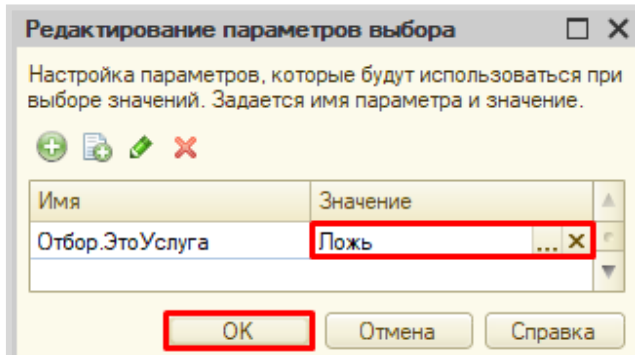 Редактирование параметров выбора
Настройка параметров, которые будут использоваться при
выборе значений. Задается имя параметра и значение.
Имя Значение
Отбор.ЭтоУслуга Ложь ...
OK Отмена Справка